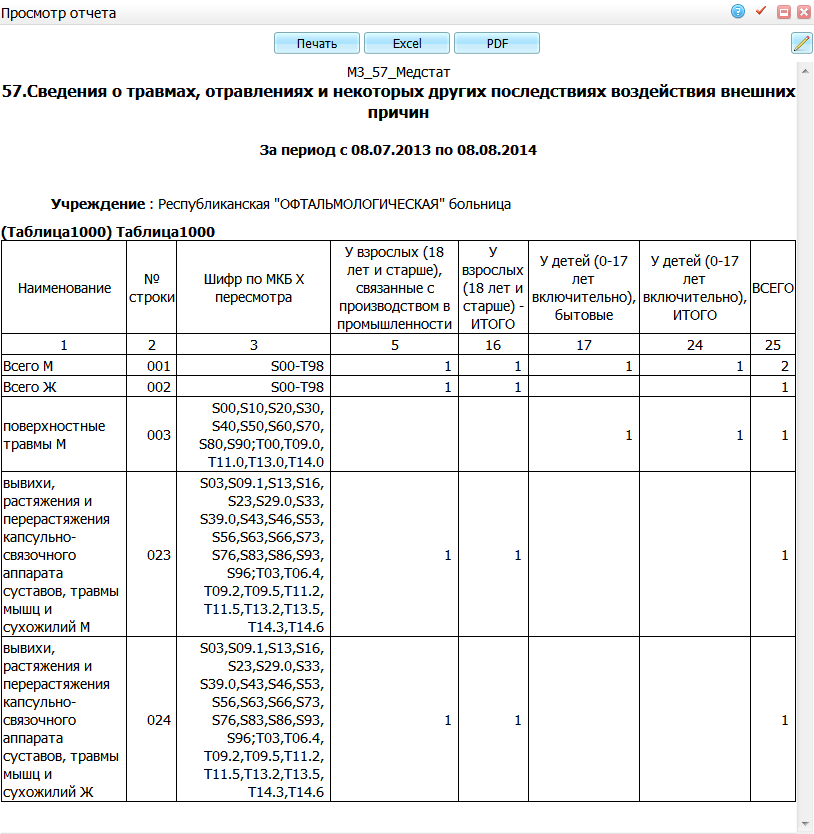 Просмотр отчета
Печать
Excel
PDF
МЗ_57_Медстат
57.Сведения о травмах, отравлениях и некоторых других последствиях воздействия внешних
причин
За период с 08.07.2013 по 08.08.2014
Учреждение : Республиканская "ОФТАЛЬМОЛОГИЧЕСКАЯ" больница
(Таблица1000) Таблица1000
Наименование
№
строки
Шифр по МКБ X
пересмотра
У взрослых (18
лет и старше),
связанные с
производством в
промышленности
У
взрослых
(18 лет и
старше) -
ИТОГО
У детей (0-17
лет
включительно),
бытовые
У детей (0-17
лет
включительно),
ИТОГО
ВСЕГО
1 2 3 5 16 17 24 25
Всего М 001 S00-T98 1 1 1 1 2
Всего Ж 002 S00-T98 1 1 1
поверхностные
травмы М
003
S00,S10,S20,S30,
S40,S50,S60,S70,
S80,S90;T00,T09.0,
T11.0,T13.0,T14.0
1 1 1
вывихи,
растяжения и
перерастяжения
капсульно-
связочного
аппарата
суставов, травмы
мышц и
сухожилий М
023
S03,S09.1,S13,S16,
S23,S29.0,S33,
S39.0,S43,S46,S53,
S56,S63,S66,S73,
S76,S83,S86,S93,
S96;T03,T06.4,
T09.2,T09.5,T11.2,
T11.5,T13.2,T13.5,
T14.3,T14.6
1 1 1
вывихи,
растяжения и
перерастяжения
капсульно-
связочного
аппарата
суставов, травмы
мышц и
сухожилий Ж
024
S03,S09.1,S13,S16,
S23,S29.0,S33,
S39.0,S43,S46,S53,
S56,S63,S66,S73,
S76,S83,S86,S93,
S96;T03,T06.4,
T09.2,T09.5,T11.2,
T11.5,T13.2,T13.5,
T14.3,T14.6
1 1 1